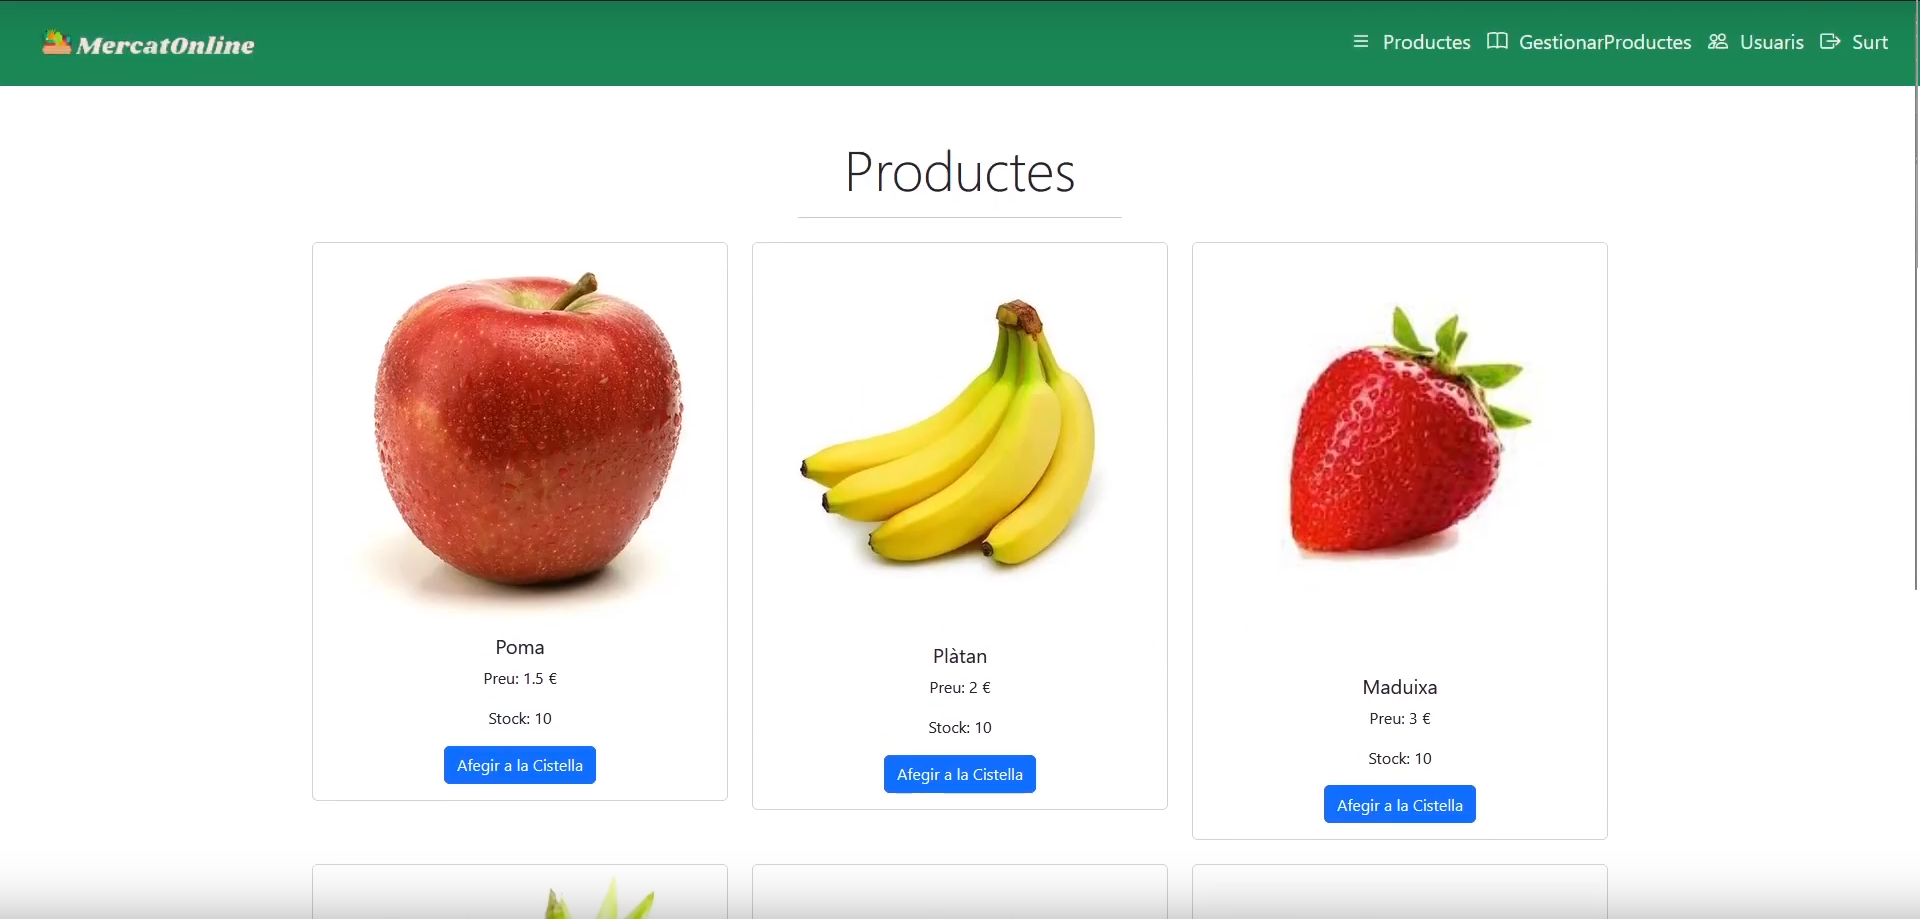 MercatOnline
Productes GestionarProductes Usuaris Surt
Productes
Poma
Preu: 1.5 €
Stock: 10
Afegir a la Cistella
Plàtan
Preu: 2 €
Stock: 10
Afegir a la Cistella
Maduixa
Preu: 3 €
Stock: 10
Afegir a la Cistella